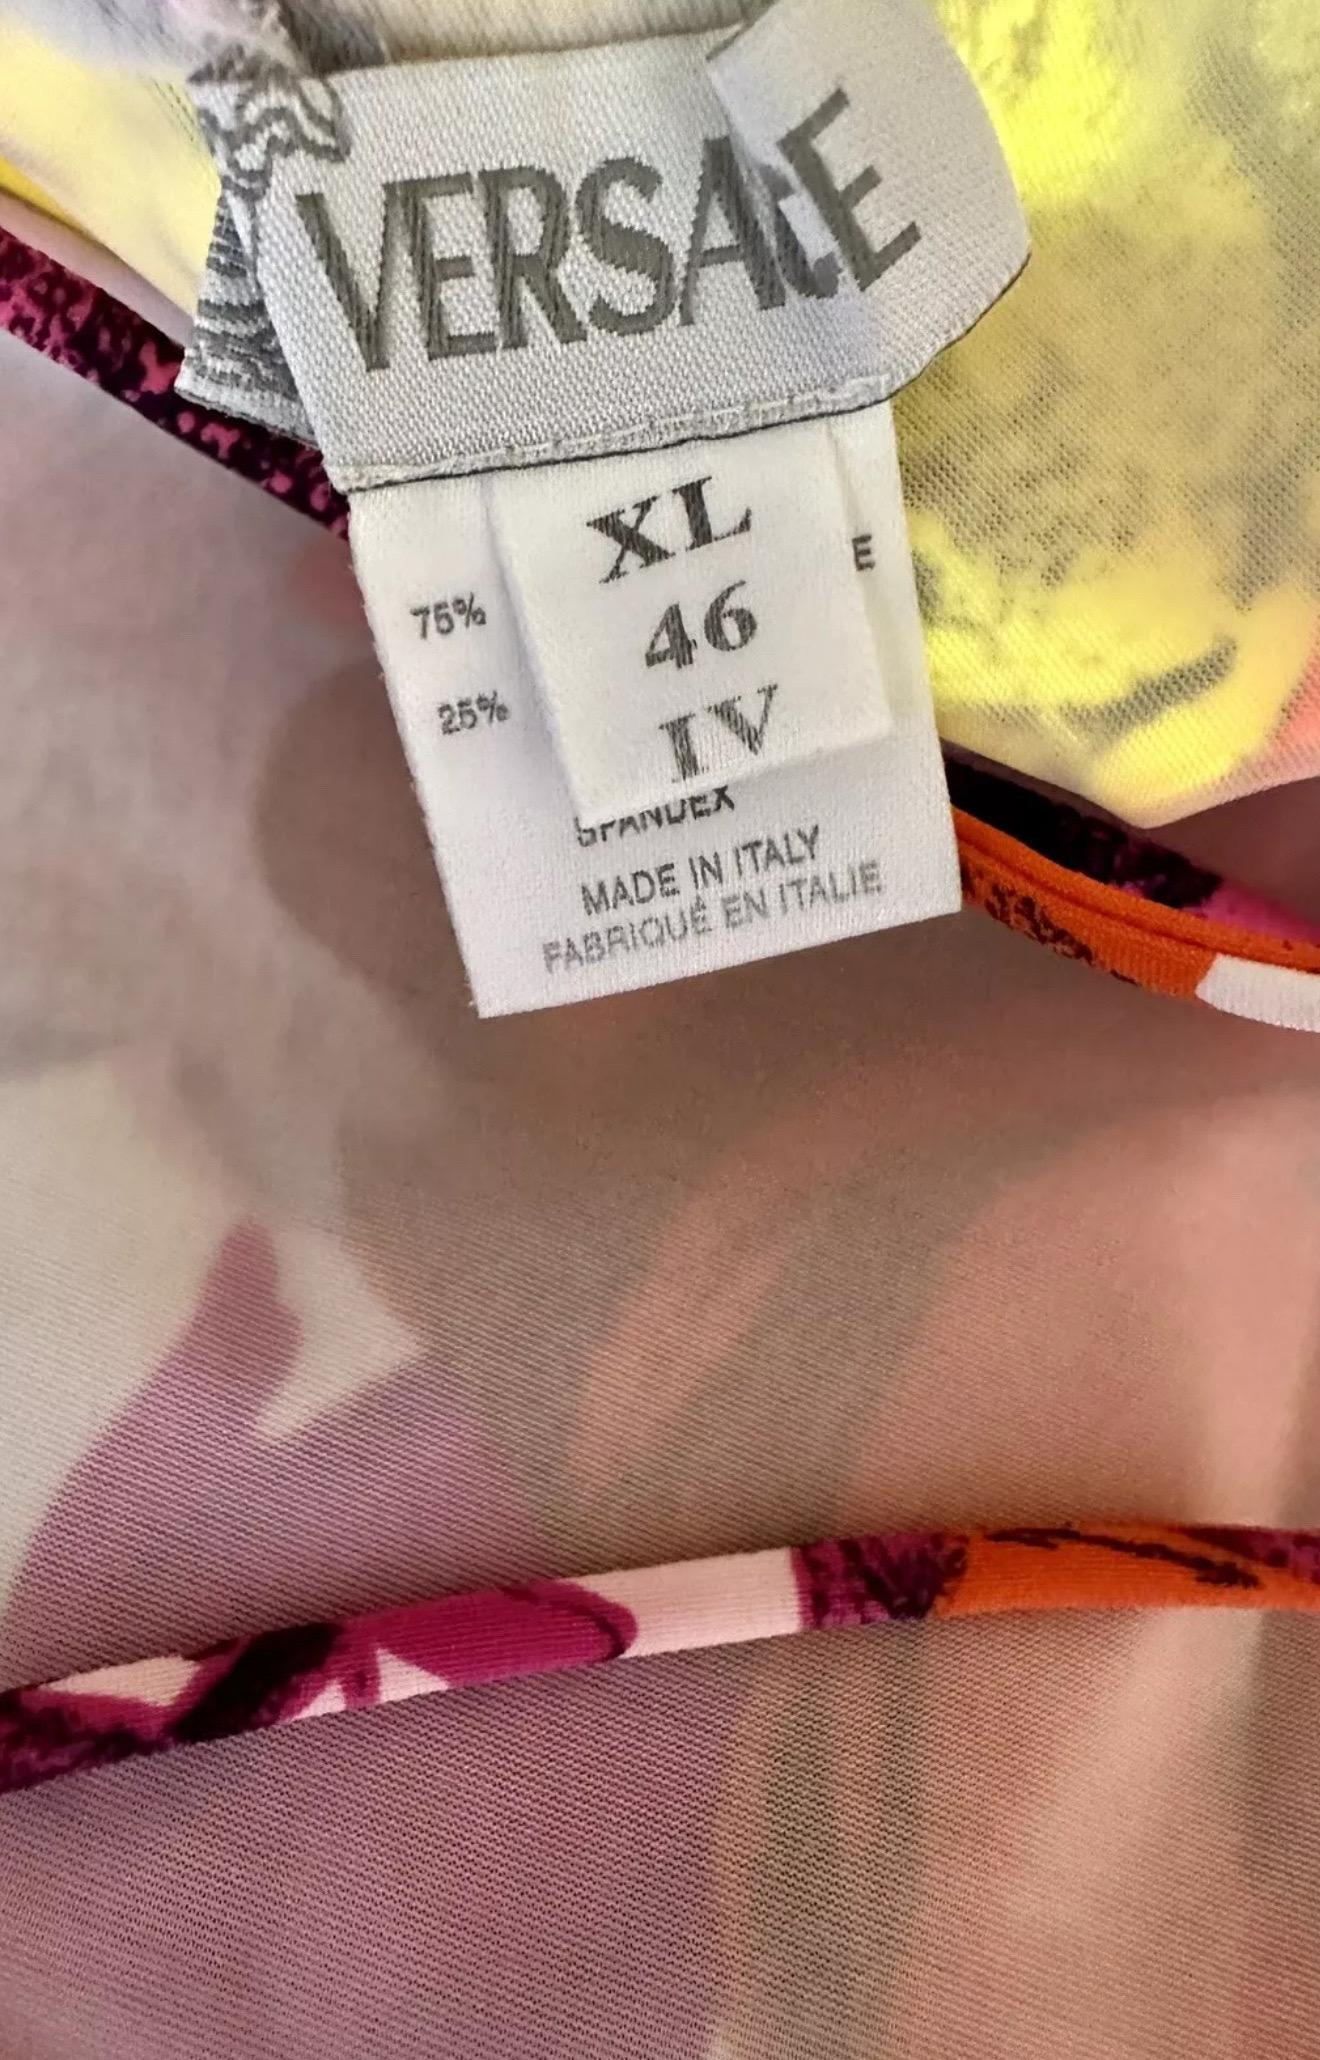 VERSACE
XL
46
IV
75%
E
25%
SPANDEX
MADE IN ITALY
FABRIQUÉ EN ITALIE